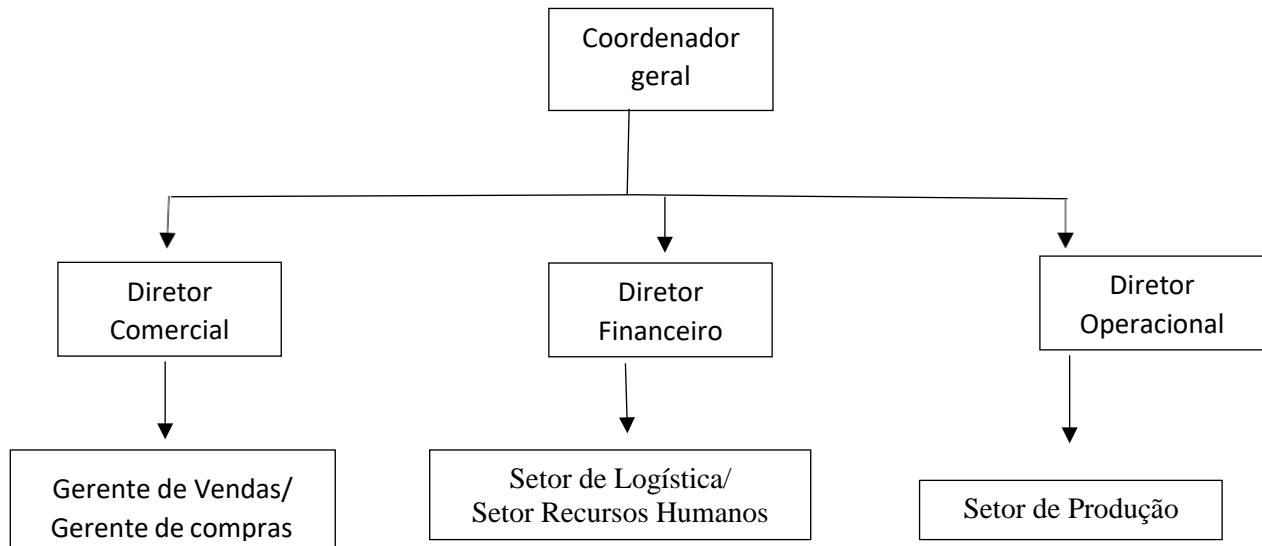 Coordenador
geral
Diretor
Comercial
Diretor
Financeiro
Diretor
Operacional
Gerente de Vendas/
Gerente de compras
Setor de Logística/
Setor Recursos Humanos
Setor de Produção